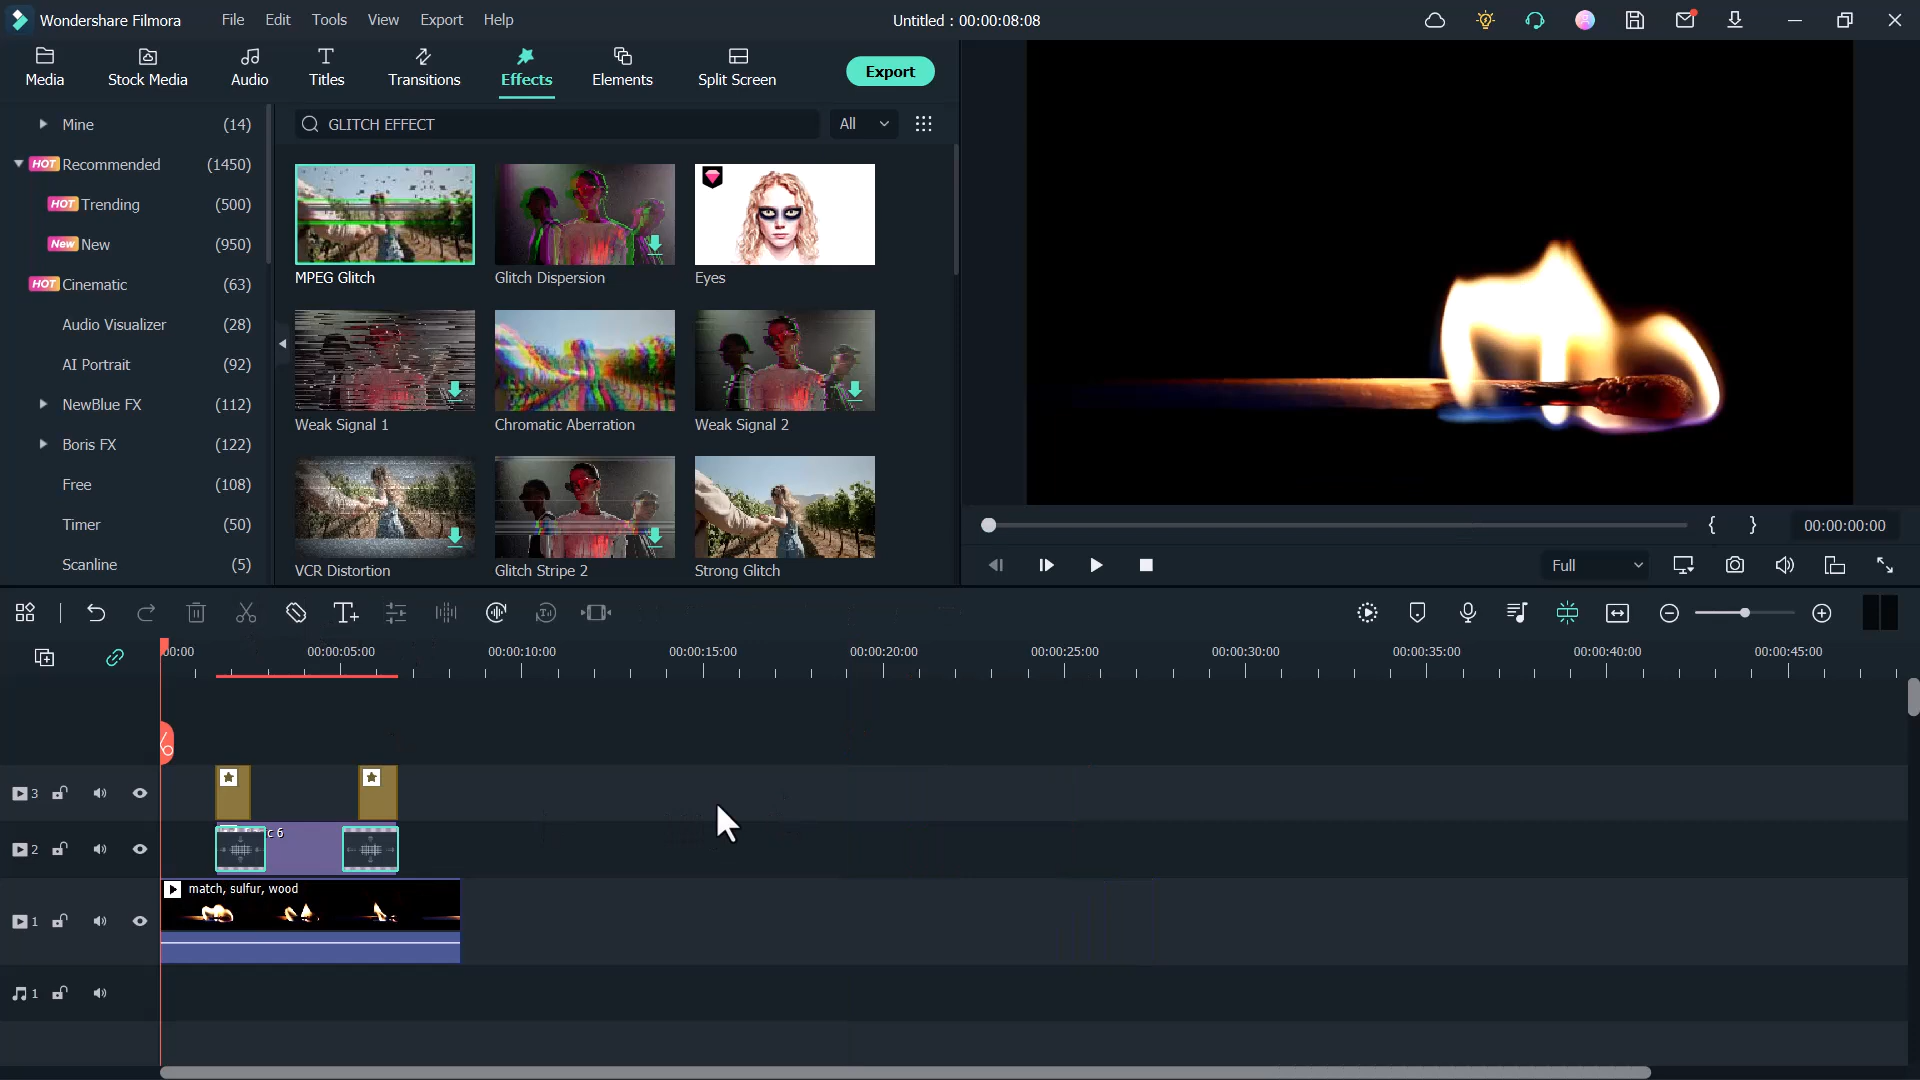 Wondershare Filmora
File Edit Tools View Export Help
Untitled : 00:00:08:08
Media Stock Media Audio Titles Transitions Effects Elements Split Screen
Export
Mine (14)
HOT Recommended (1450)
HOT Trending (500)
New New (950)
HOT Cinematic (63)
Audio Visualizer (28)
AI Portrait (92)
NewBlue FX (112)
Boris FX (122)
Free (108)
Timer (50)
Scanline (5)
GLITCH EFFECT
All
MPEG Glitch Glitch Dispersion Eyes
Weak Signal 1 Chromatic Aberration Weak Signal 2
VCR Distortion Glitch Stripe 2 Strong Glitch
00:00:00:00
Full
00:00 00:00:05:00 00:00:10:00 00:00:15:00 00:00:20:00 00:00:25:00 00:00:30:00 00:00:35:00 00:00:40:00 00:00:45:00
3
2
c 6
1
match, sulfur, wood
1